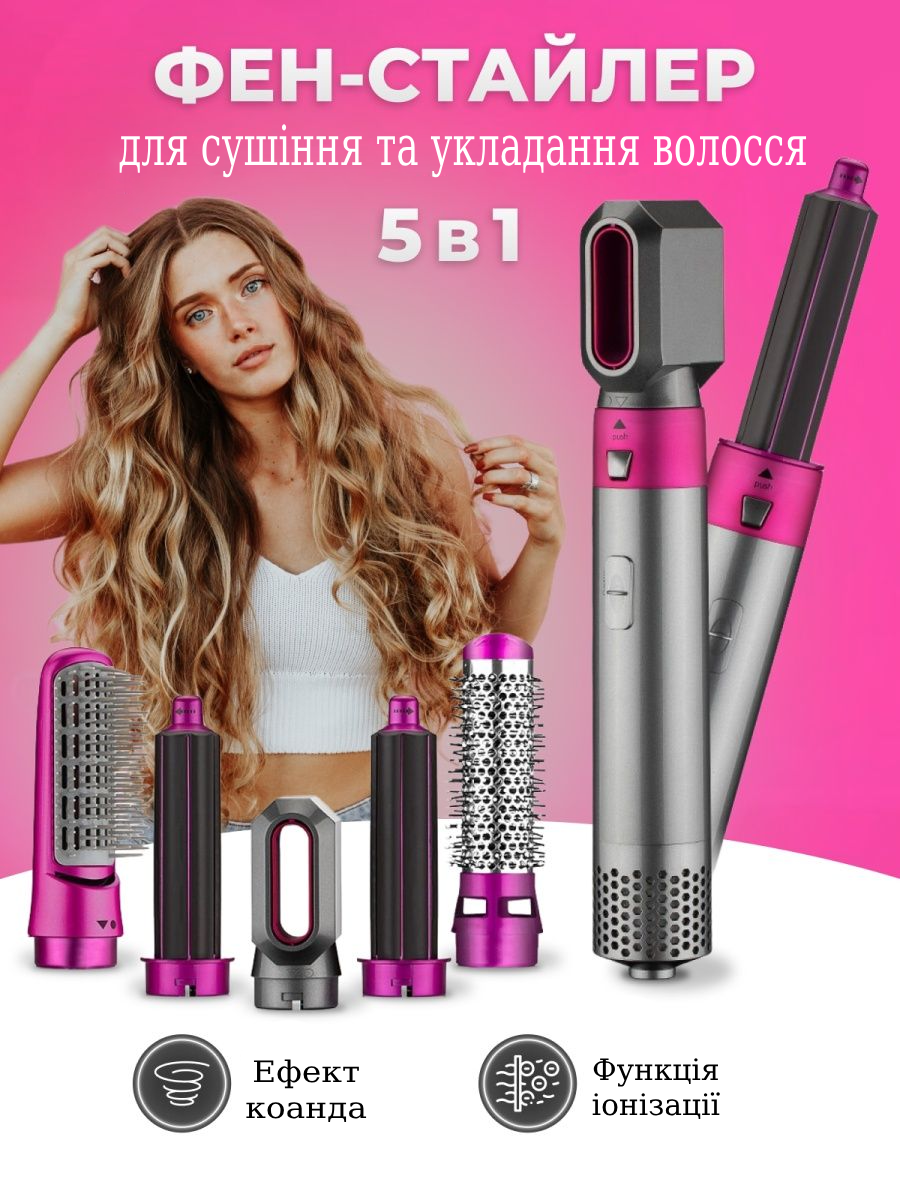 ФЕН-СТАЙЛЕР
для сушіння та укладання волосся
5 в 1
push
push
Ефект
коанда
Функція
іонізації